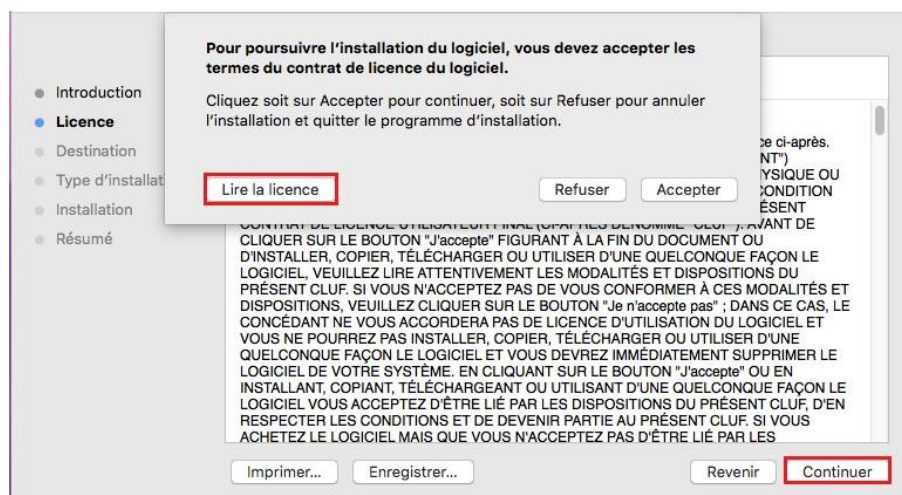 Pour poursuivre l'installation du logiciel, vous devez accepter les
termes du contrat de licence du logiciel.
Cliquez soit sur Accepter pour continuer, soit sur Refuser pour annuler
l'installation et quitter le programme d'installation.
Lire la licence
Refuser
Accepter
Introduction
Licence
Destination
Type d'installat
Installation
Résumé
ce ci-après.
NT")
YSIQUE OU
CONDITION
ÉSENT
CONTRAT DE LICENCE UTILISATEUR FINAL (CI-APRÈS DÉNOMMÉ "CLUF"). AVANT DE
CLIQUER SUR LE BOUTON "J'accepte" FIGURANT À LA FIN DU DOCUMENT OU
D'INSTALLER, COPIER, TÉLÉCHARGER OU UTILISER D'UNE QUELCONQUE FAÇON LE
LOGICIEL, VEUILLEZ LIRE ATTENTIVEMENT LES MODALITÉS ET DISPOSITIONS DU
PRÉSENT CLUF. SI VOUS N'ACCEPTEZ PAS DE VOUS CONFORMER À CES MODALITÉS ET
DISPOSITIONS, VEUILLEZ CLIQUER SUR LE BOUTON "Je n'accepte pas" ; DANS CE CAS, LE
CONCÉDANT NE VOUS ACCORDERA PAS DE LICENCE D'UTILISATION DU LOGICIEL ET
VOUS NE POURREZ PAS INSTALLER, COPIER, TÉLÉCHARGER OU UTILISER D'UNE
QUELCONQUE FAÇON LE LOGICIEL ET VOUS DEVREZ IMMÉDIATEMENT SUPPRIMER LE
LOGICIEL DE VOTRE SYSTÈME. EN CLIQUANT SUR LE BOUTON "J'accepte" OU EN
INSTALLANT, COPIANT, TÉLÉCHARGEANT OU UTILISANT D'UNE QUELCONQUE FAÇON LE
LOGICIEL VOUS ACCEPTEZ D'ÊTRE LIÉ PAR LES DISPOSITIONS DU PRÉSENT CLUF, D'EN
RESPECTER LES CONDITIONS ET DE DEVENIR PARTIE AU PRÉSENT CLUF. SI VOUS
ACHETEZ LE LOGICIEL MAIS QUE VOUS N'ACCEPTEZ PAS D'ÊTRE LIÉ PAR LES
Imprimer...
Enregistrer...
Revenir
Continuer